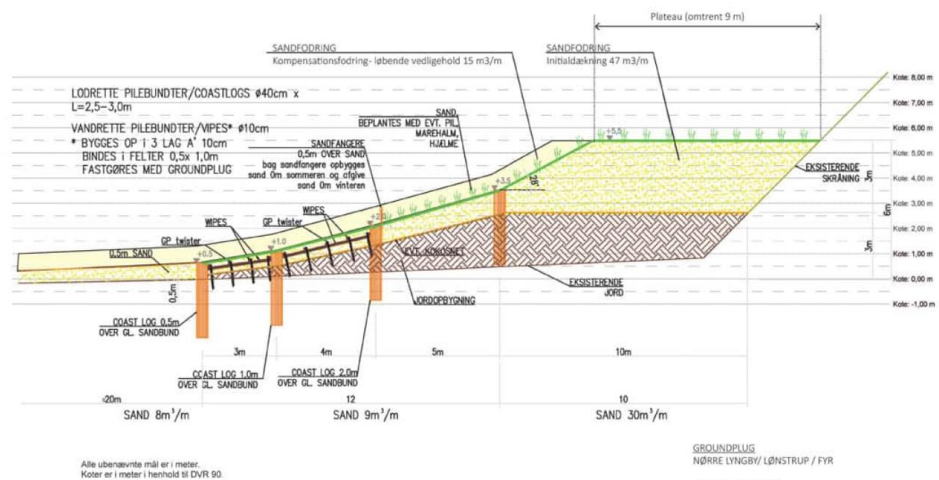 Plateau (omtrent 9 m)
SANDFODRING
Kompensationsfodring- løbende vedligehold 15 m3/m
SANDFODRING
Initialdækning 47 m3/m
LODRETTE PILEBUNDTER/COASTLOGS ø40cm x
L=2,5-3,0m
VANDRETTE PILEBUNDTER/VIPES* ø10cm
* BYGGES OP i 3 LAG A' 10cm
BINDES i FELTER 0,5x 1,0m
FASTGØRES MED GROUNDPLUG
SANDFANGERE
0,5m OVER SAND
bag sandfangere opbygges
sand 0m sommeren og afgive
sand 0m vinteren
SAND
BEPLANTES MED EVT. PIL,
MAREHALM,
HJÆLME
Kote: 8,00 m
Kote: 7,00 m
Kote: 6,00 m
Kote: 5,00 m
Kote: 4,00 m
Kote: 3,00 m
Kote: 2,00 m
Kote: 1,00 m
Kote: 0,00 m
Kote: -1,00 m
+5,5
+3,5
+2,0
+1,0
+0,5
EKSISTERENDE
SKRÅNING
3m
6m
3m
WIPES
GP twister
WIPES
GP twister
0,5m SAND
0,5m
EVT. KOKOSNET
JORDOPBYGNING
EKSISTERENDE
JORD
COAST LOG 0,5m
OVER GL. SANDBUND
COAST LOG 1,0m
OVER GL. SANDBUND
COAST LOG 2,0m
OVER GL. SANDBUND
3m
4m
5m
10m
20m
12
10
SAND 8m³/m
SAND 9m³/m
SAND 30m³/m
Alle ubenævnte mål er i meter.
Koter er i meter i henhold til DVR 90.
GROUNDPLUG
NØRRE LYNGBY/ LØNSTRUP / FYR